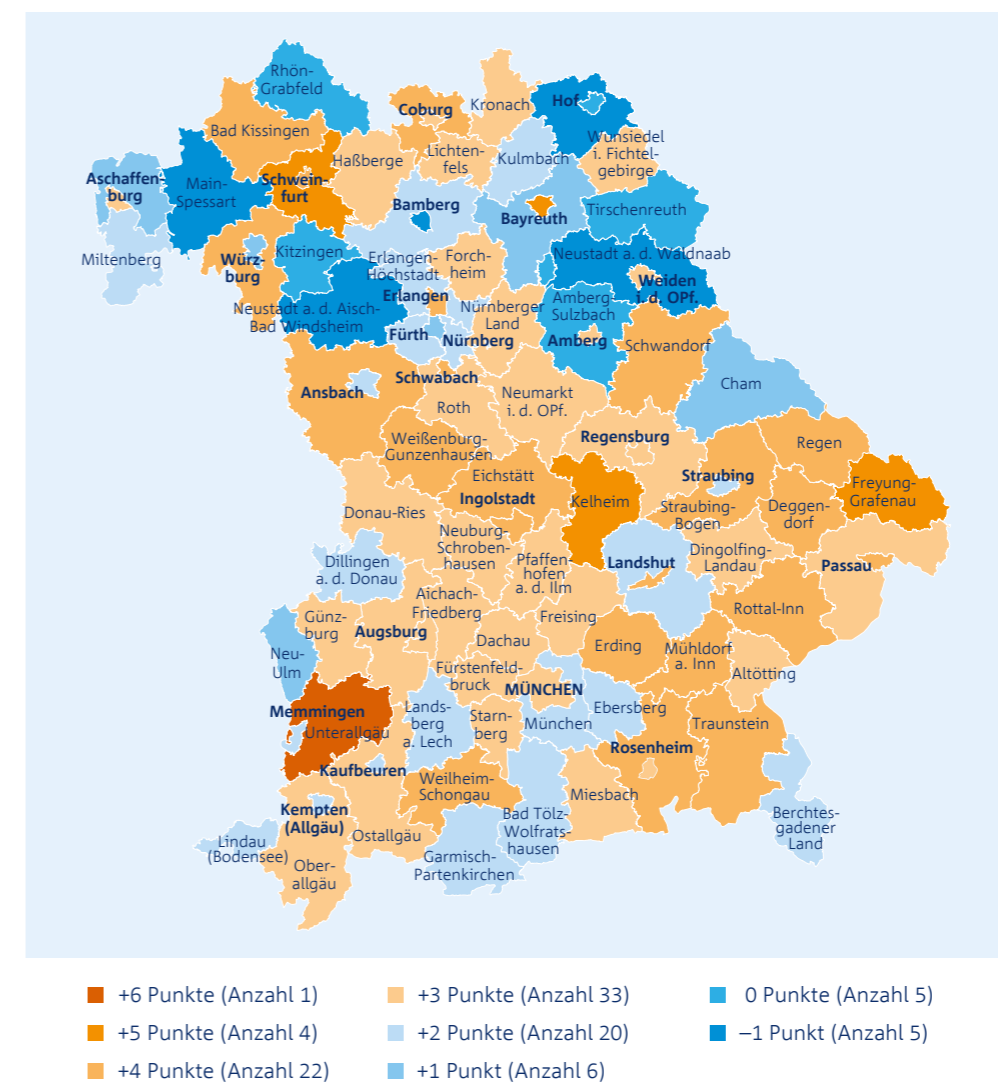 Rhön-
Grabfeld
Coburg
Kronach
Hof
Bad Kissingen
Wunsiedel
i. Fichtel-
gebirge
Lichten-
fels
Haßberge
Kulmbach
Aschaffen-
burg
Main-
Spessart
Schwein-
furt
Bamberg
Bayreuth
Tirschenreuth
Miltenberg
Würz-
burg
Kitzingen
Erlangen-
Höchstadt
Forch-
heim
Neustadt a. d. Waldnaab
Weiden
i. d. OPf.
Erlangen
Nürnberger
Land
Amberg-
Sulzbach
Neustadt a. d. Aisch-
Bad Windsheim
Fürth
Nürnberg
Amberg
Schwandorf
Ansbach
Schwabach
Roth
Neumarkt
i. d. OPf.
Cham
Weißenburg-
Gunzenhausen
Regensburg
Regen
Eichstätt
Ingolstadt
Kelheim
Straubing
Straubing-
Bogen
Deggen-
dorf
Freyung-
Grafenau
Donau-Ries
Neuburg-
Schroben-
hausen
Pfaffen-
hofen
a. d. Ilm
Landshut
Dingolfing-
Landau
Passau
Dillingen
a. d. Donau
Aichach-
Friedberg
Rottal-Inn
Günz-
burg
Augsburg
Freising
Dachau
Erding
Mühldorf
a. Inn
Altötting
Neu-
Ulm
Fürstenfeld-
bruck
MÜNCHEN
München
Ebersberg
Memmingen
Unterallgäu
Lands-
berg
a. Lech
Starn-
berg
Traunstein
Rosenheim
Kaufbeuren
Weilheim-
Schongau
Miesbach
Kempten
(Allgäu)
Ostallgäu
Bad Tölz-
Wolfrats-
hausen
Berchtes-
gadener
Land
Lindau
(Bodensee)
Ober-
allgäu
Garmisch-
Partenkirchen
+6 Punkte (Anzahl 1)
+5 Punkte (Anzahl 4)
+4 Punkte (Anzahl 22)
+3 Punkte (Anzahl 33)
+2 Punkte (Anzahl 20)
+1 Punkt (Anzahl 6)
0 Punkte (Anzahl 5)
–1 Punkt (Anzahl 5)